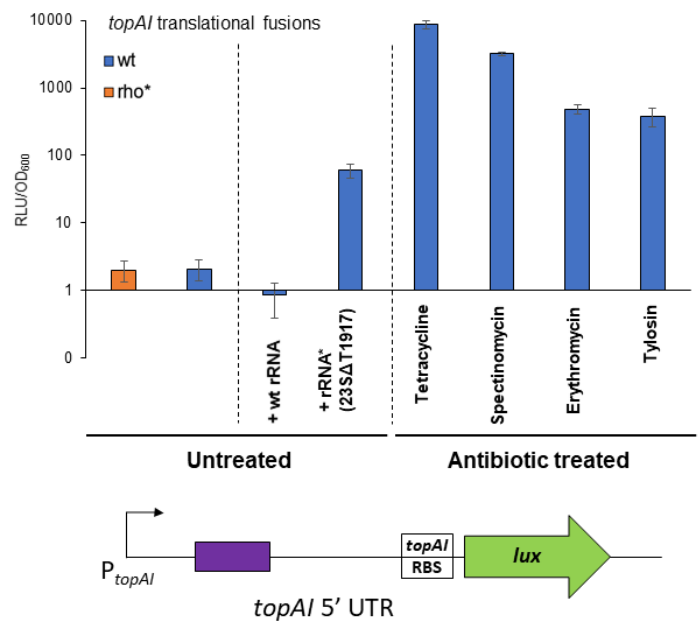 topAI translational fusions
wt
rho*
RLU/OD600
10000
1000
100
10
1
0
+ wt rRNA
+ rRNA*
(23SΔT1917)
Tetracycline
Spectinomycin
Erythromycin
Tylosin
Untreated
Antibiotic treated
PtopAI
topAI
RBS
lux
topAI 5' UTR